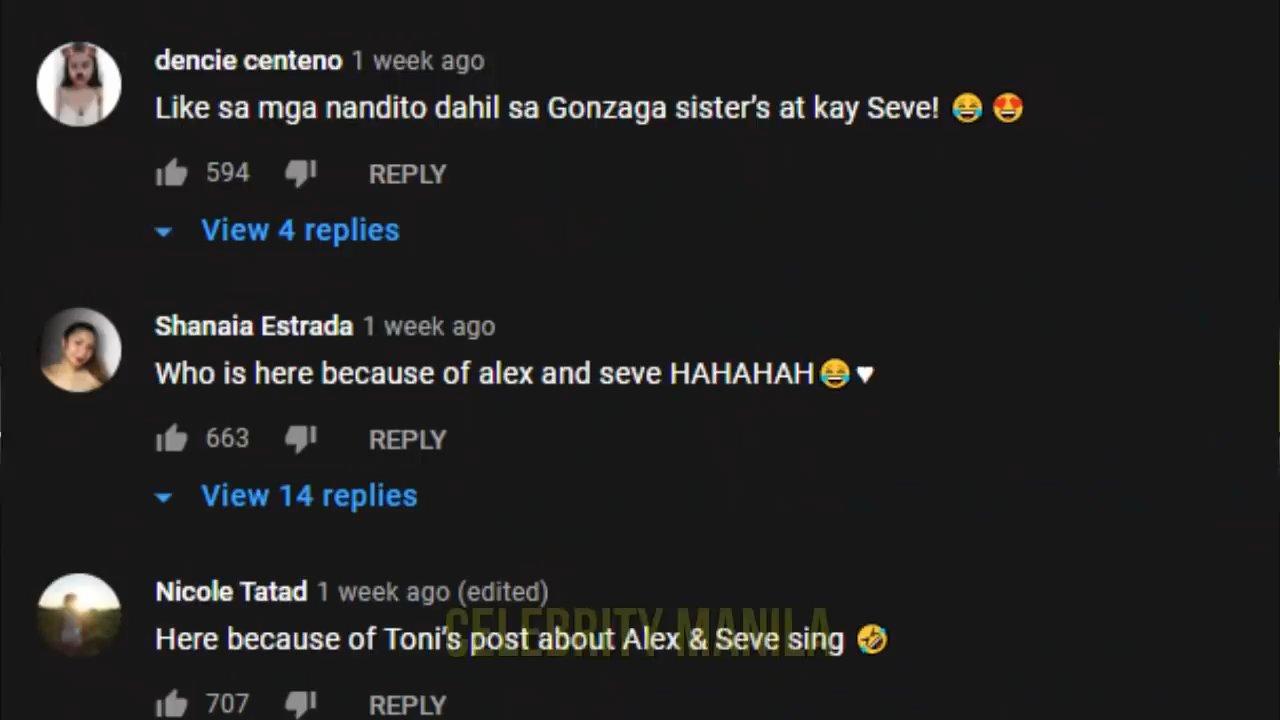 dencie centeno 1 week ago
Like sa mga nandito dahil sa Gonzaga sister's at kay Seve! 😂 😍
594 REPLY
View 4 replies
Shanaia Estrada 1 week ago
Who is here because of alex and seve HAHAHAH😂♥
663 REPLY
View 14 replies
Nicole Tatad 1 week ago (edited)
Here because of Toni's post about Alex & Seve sing 🤣
CELEBRITY MANILA
707 REPLY